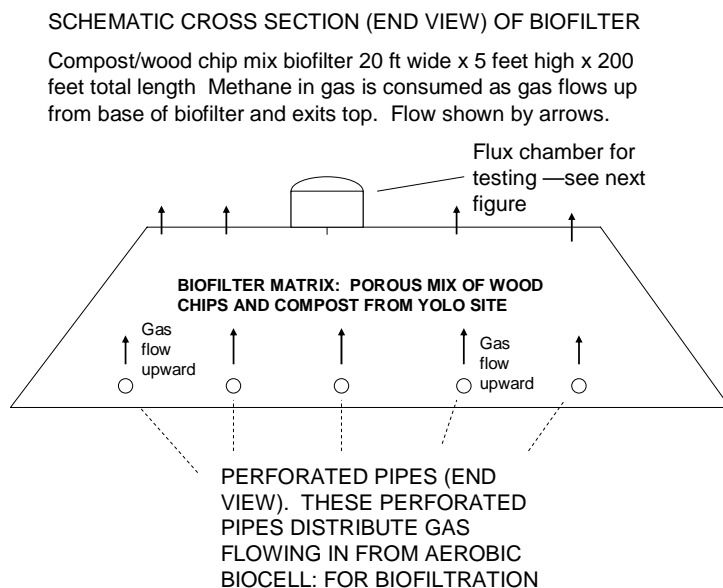 SCHEMATIC CROSS SECTION (END VIEW) OF BIOFILTER
Compost/wood chip mix biofilter 20 ft wide x 5 feet high x 200
feet total length  Methane in gas is consumed as gas flows up
from base of biofilter and exits top.  Flow shown by arrows.
Flux chamber for
testing —see next
figure
BIOFILTER MATRIX:  POROUS MIX OF WOOD
CHIPS AND COMPOST FROM YOLO SITE
Gas
flow
upward
Gas
flow
upward
PERFORATED PIPES (END
VIEW).  THESE PERFORATED
PIPES DISTRIBUTE GAS
FLOWING IN FROM AEROBIC
BIOCELL: FOR BIOFILTRATION